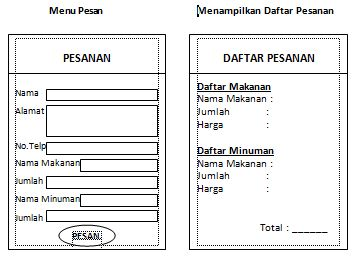 Menu Pesan
PESANAN
Nama
Alamat
No.Telp
Nama Makanan
Jumlah
Nama Minuman
Jumlah
PESAN
Menampilkan Daftar Pesanan
DAFTAR PESANAN
Daftar Makanan
Nama Makanan :
Jumlah :
Harga :
Daftar Minuman
Nama Makanan :
Jumlah :
Harga :
Total : ______